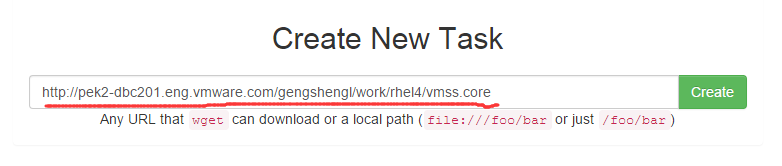 Create New Task
http://pek2-dbc201.eng.vmware.com/gengshengl/work/rhel4/vmss.core Create
Any URL that wget can download or a local path ( file:///foo/bar or just /foo/bar )